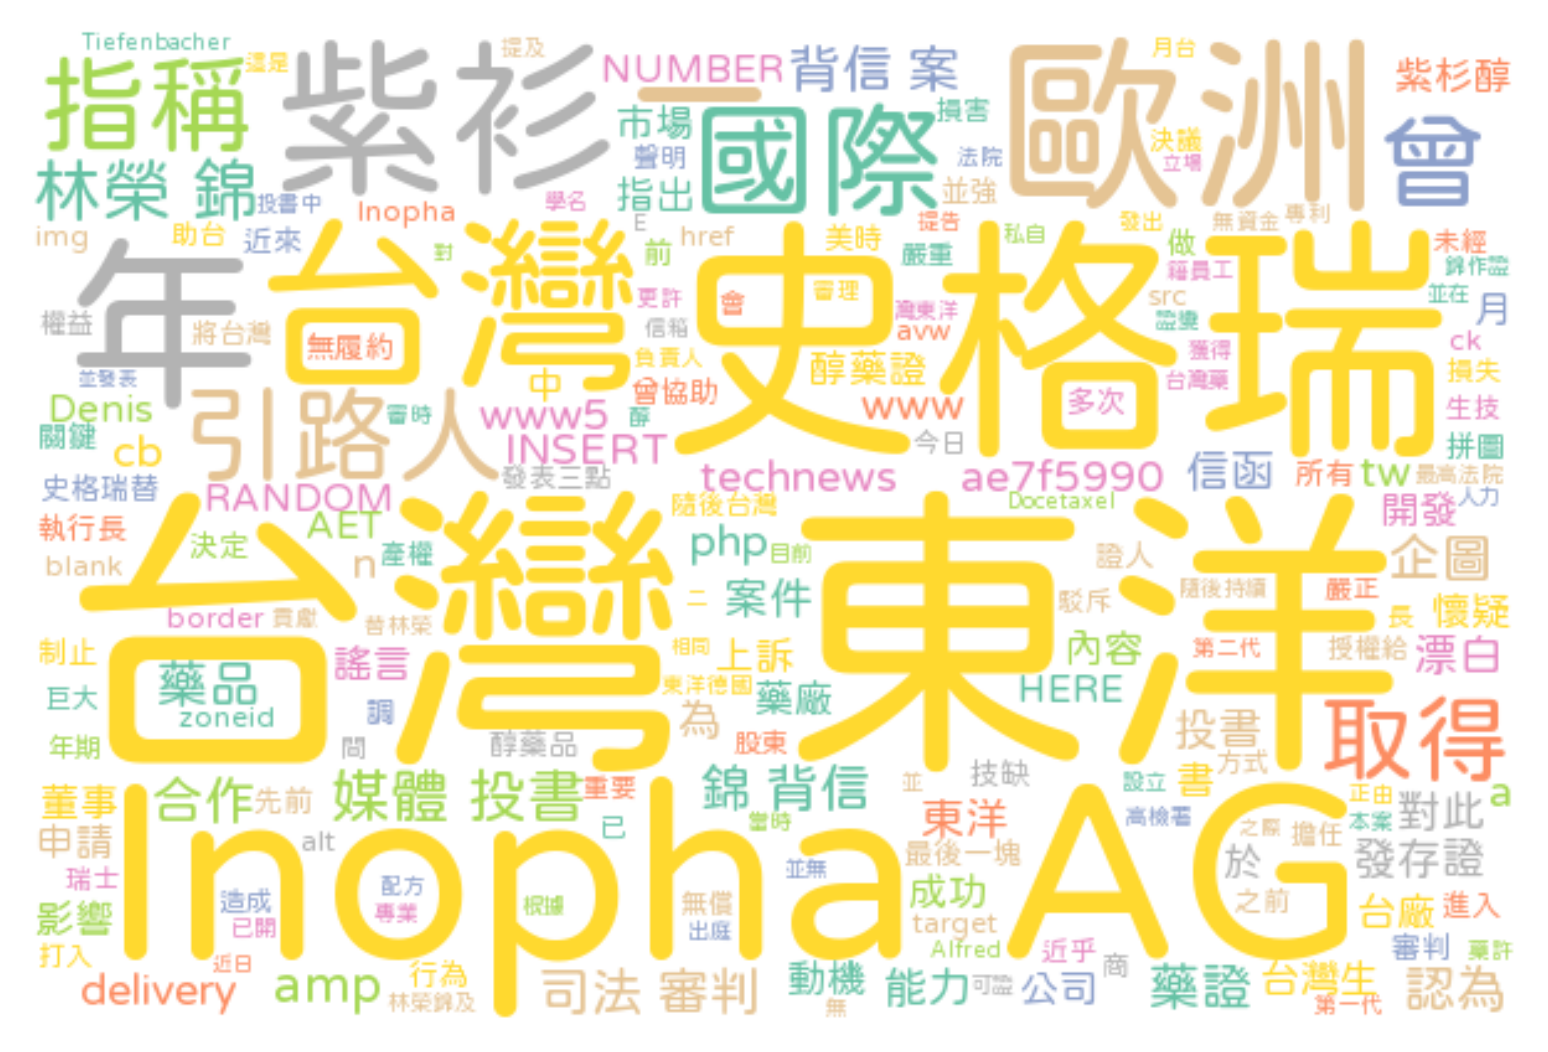 Tiefenbacher
還是
紫衫
提及
NUMBER
背信 案
歐洲
月台
紫杉醇
指稱
一
國際
損害
曾
市場
聲明
指出
法院
並強
決議
立場
林榮 錦
投書中
Inopha
學名
E
提告
私自
發出
無資金
專利
img
助台
近來
年
台灣
對
前
href
美時
嚴重
史格瑞
做
籍員工
未經
錦作證
並在
月
權益
將台灣
無履約
更許
信箱
會
審理
灣東洋
avw
src
證變
獲得
ck
並發表
中
負責人
曾協助
醇藥證
台灣藥
損失
Denis
引路人
審時
www5
醇
www
多次
生技
關鍵
cb
INSERT
今日
拼圖
史格瑞替
RANDOM
發表三點
technews
ae7f5990
信函
所有
tw
最高法院
執行長
AET
隨後台灣
Docetaxel
開發
人力
決定
產權
台灣 東洋
php
目前
證人
企圖
blank
n
二
案件
駁斥
隨後持續
嚴正
border
貢獻
替林榮
長
懷疑
制止
謠言
相同
上訴
內容
第二代
授權給
漂白
藥品
東洋德國
巨大
zoneid
調
為
藥廠
HERE
投書
取得
年期
間
醇藥品
股東
技缺
方式
董事
合作
先前
媒體 投書
重要
錦 背信
並
設立
書
正由
a
申請
alt
已
當時
東洋
高檢署
之際
擔任
本案
對此
Inopha AG
瑞士
最後一塊
於
發存證
影響
造成
配方
並無
成功
已開
專業
根據
無償
target
之前
台廠
進入
打入
出庭
Alfred
近乎
審判
藥許
近日
delivery
amp
行為
林榮錦及
司法 審判
動機
無
能力
可證
公司
商
藥證
台灣生
第一代
認為